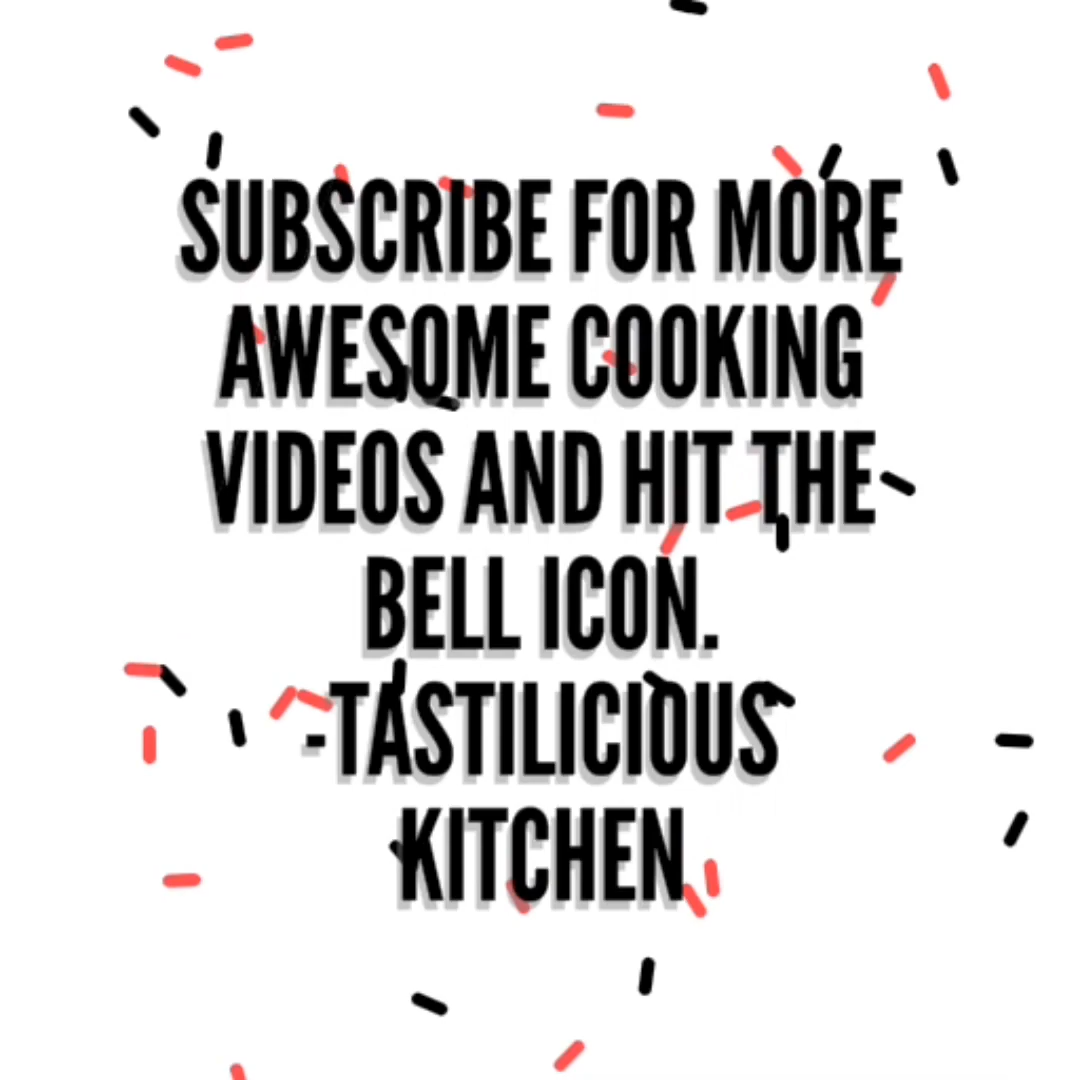 SUBSCRIBE FOR MORE
AWESOME COOKING
VIDEOS AND HIT THE
BELL ICON.
-TASTILICIOUS
KITCHEN